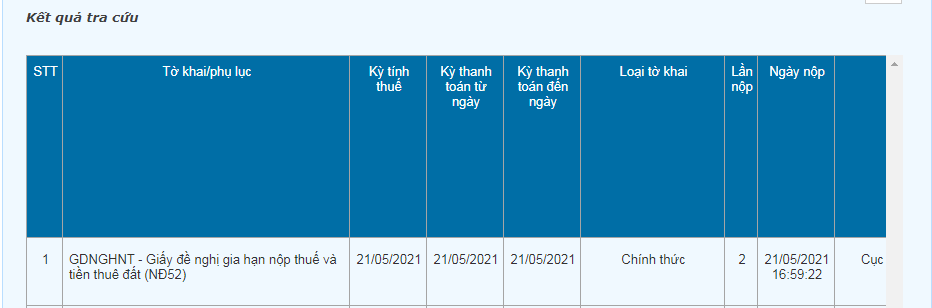 Kết quả tra cứu
STT
Tờ khai/phụ lục
Kỳ tính
thuế
Kỳ thanh
toán từ
ngày
Kỳ thanh
toán đến
ngày
Loại tờ khai
Lần
nộp
Ngày nộp
1
GDNGHNT - Giấy đề nghị gia hạn nộp thuế và
tiền thuê đất (NĐ52)
21/05/2021
21/05/2021
21/05/2021
Chính thức
2
21/05/2021
16:59:22
Cục